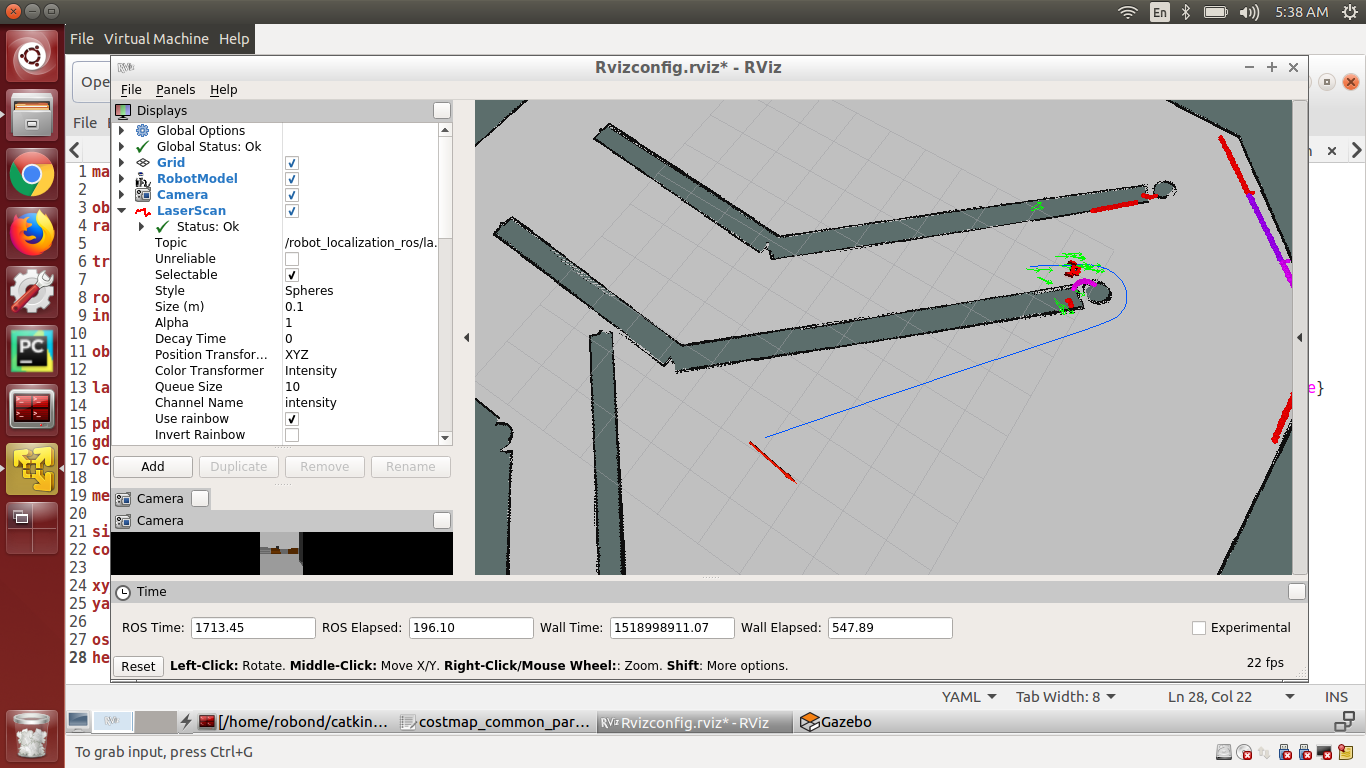 En
5:38 AM
File Virtual Machine Help
Rvizconfig.rviz* - RViz
Ope
File Panels Help
File
Displays
Global Options
Global Status: Ok
Grid
RobotModel
Camera
LaserScan
Status: Ok
Topic /robot_localization_ros/la.
Unreliable
Selectable
Style Spheres
Size (m) 0.1
Alpha 1
Decay Time 0
Position Transfor... XYZ
Color Transformer Intensity
Queue Size 10
Channel Name intensity
Use rainbow
Invert Rainbow
Add Duplicate Remove Rename
Camera
Camera
1 ma
2
3 ob
4 ra
5
6 tr
7
8 ro
9 in
10
11 ob
12
13 la
e}
14
15 pd
16 gd
17 oc
18
19 me
20
21 si
22 co
23
24 xy
25 ya
26
27 os
28 he
Time
ROS Time: 1713.45 ROS Elapsed: 196.10 Wall Time: 1518998911.07 Wall Elapsed: 547.89 Experimental
Reset Left-Click: Rotate. Middle-Click: Move X/Y. Right-Click/Mouse Wheel:: Zoom. Shift: More options. 22 fps
YAML Tab Width: 8 Ln 28, Col 22 INS
[/home/robond/catkin... costmap_common_par... RViz Rvizconfig.rviz* - RViz Gazebo
To grab input, press Ctrl+G